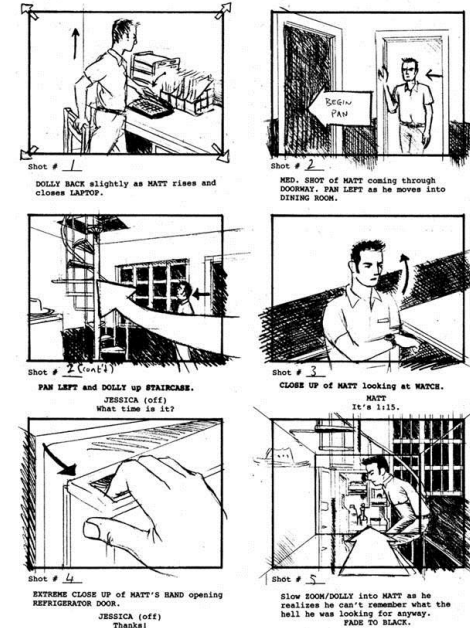 Shot # 1
DOLLY BACK slightly as MATT rises and
closes LAPTOP.
BEGIN
PAN
Shot # 2
MED. SHOT of MATT coming through
DOORWAY. PAN LEFT as he moves into
DINING ROOM.
Shot # 2 (con't)
PAN LEFT and DOLLY up STAIRCASE.
JESSICA (off)
What time is it?
Shot # 3
CLOSE UP of MATT looking at WATCH.
MATT
It's 1:15.
Shot # 4
EXTREME CLOSE UP of MATT'S HAND opening
REFRIGERATOR DOOR.
JESSICA (off)
Thanks!
Shot # 5
Slow ZOOM/DOLLY into MATT as he
realizes he can't remember what the
hell he was looking for anyway.
FADE TO BLACK.